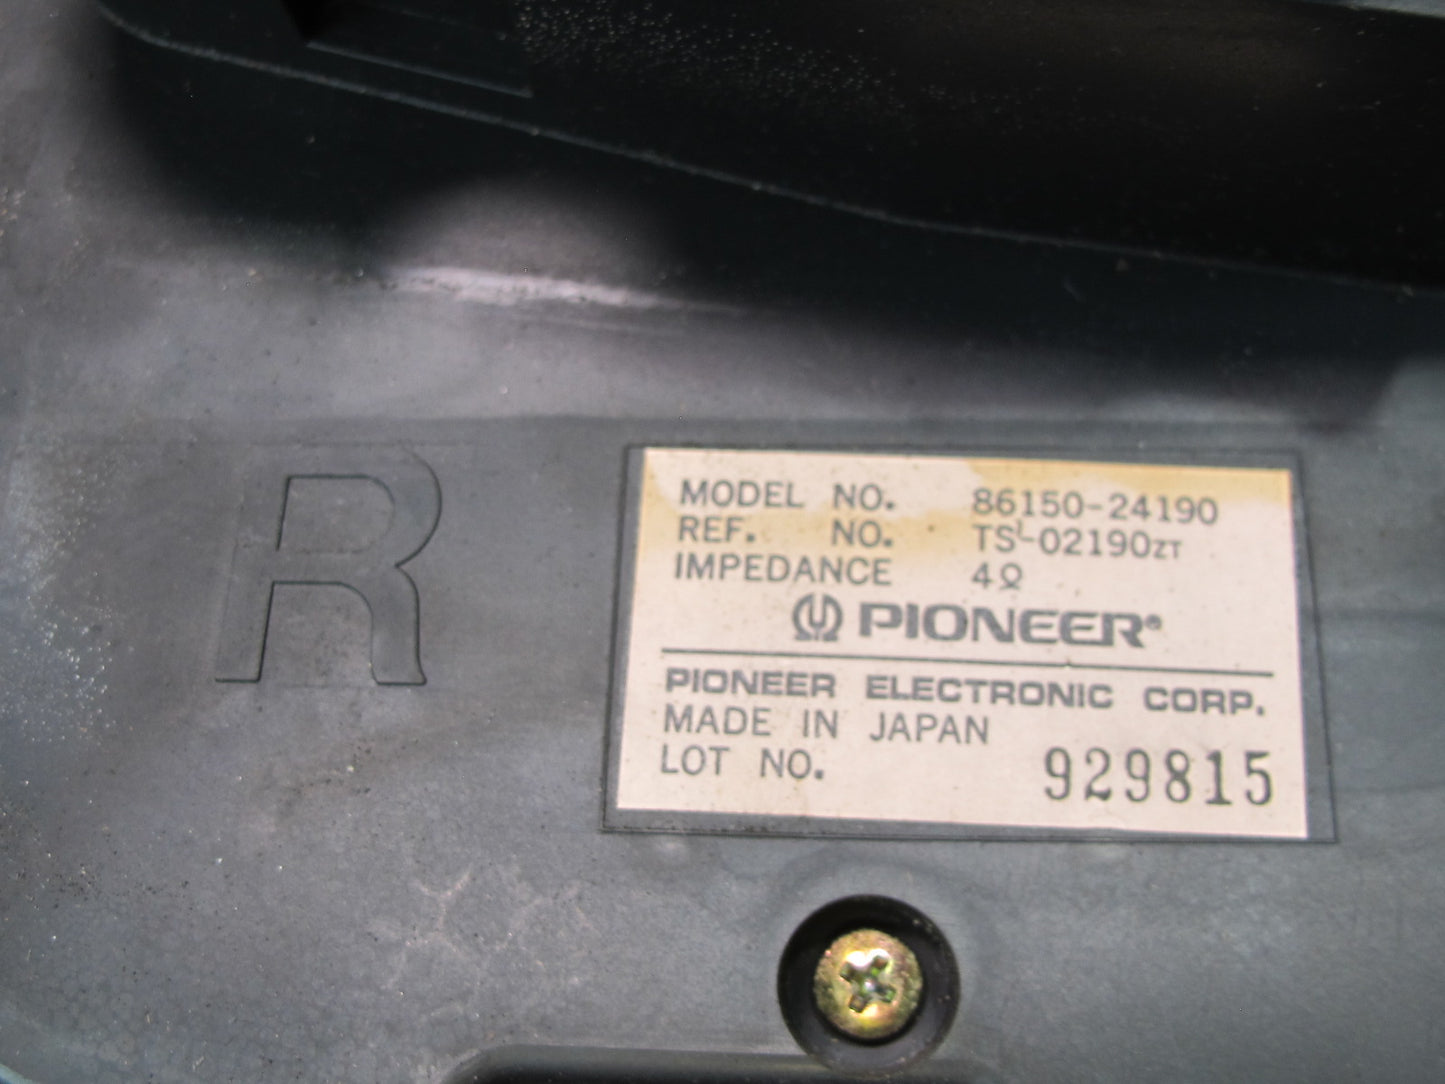 R
MODEL NO. 86150-24190
REF. NO. TS-02190ZT
IMPEDANCE 4Ω
PIONEER®
PIONEER ELECTRONIC CORP.
MADE IN JAPAN
LOT NO. 929815